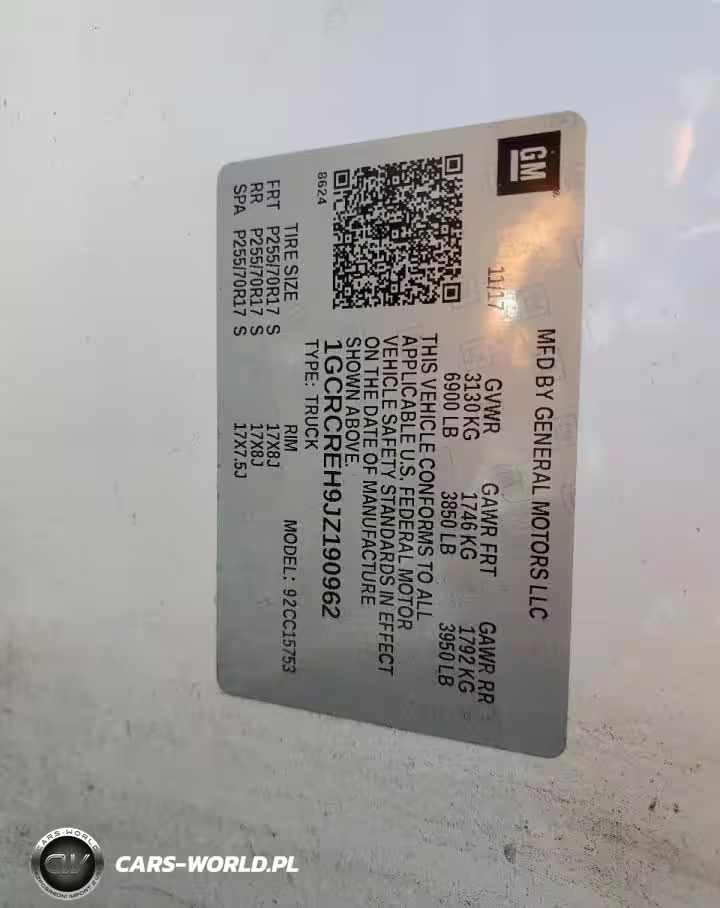 GM
MFD BY GENERAL MOTORS LLC
11/17 GVWR GAWR FRT GAWR RR
3130 KG 1746 KG 1792 KG
6900 LB 3850 LB 3950 LB
THIS VEHICLE CONFORMS TO ALL
APPLICABLE U.S. FEDERAL MOTOR
VEHICLE SAFETY STANDARDS IN EFFECT
ON THE DATE OF MANUFACTURE
SHOWN ABOVE.
8624
1GCRCREH9JZ190962
TYPE: TRUCK
TIRE SIZE RIM MODEL: 92CC15753
FRT P255/70R17 S 17X8J
RR P255/70R17 S 17X8J
SPA P255/70R17 S 17X7.5J
CARS-WORLD
CW
CARS-WORLD.PL